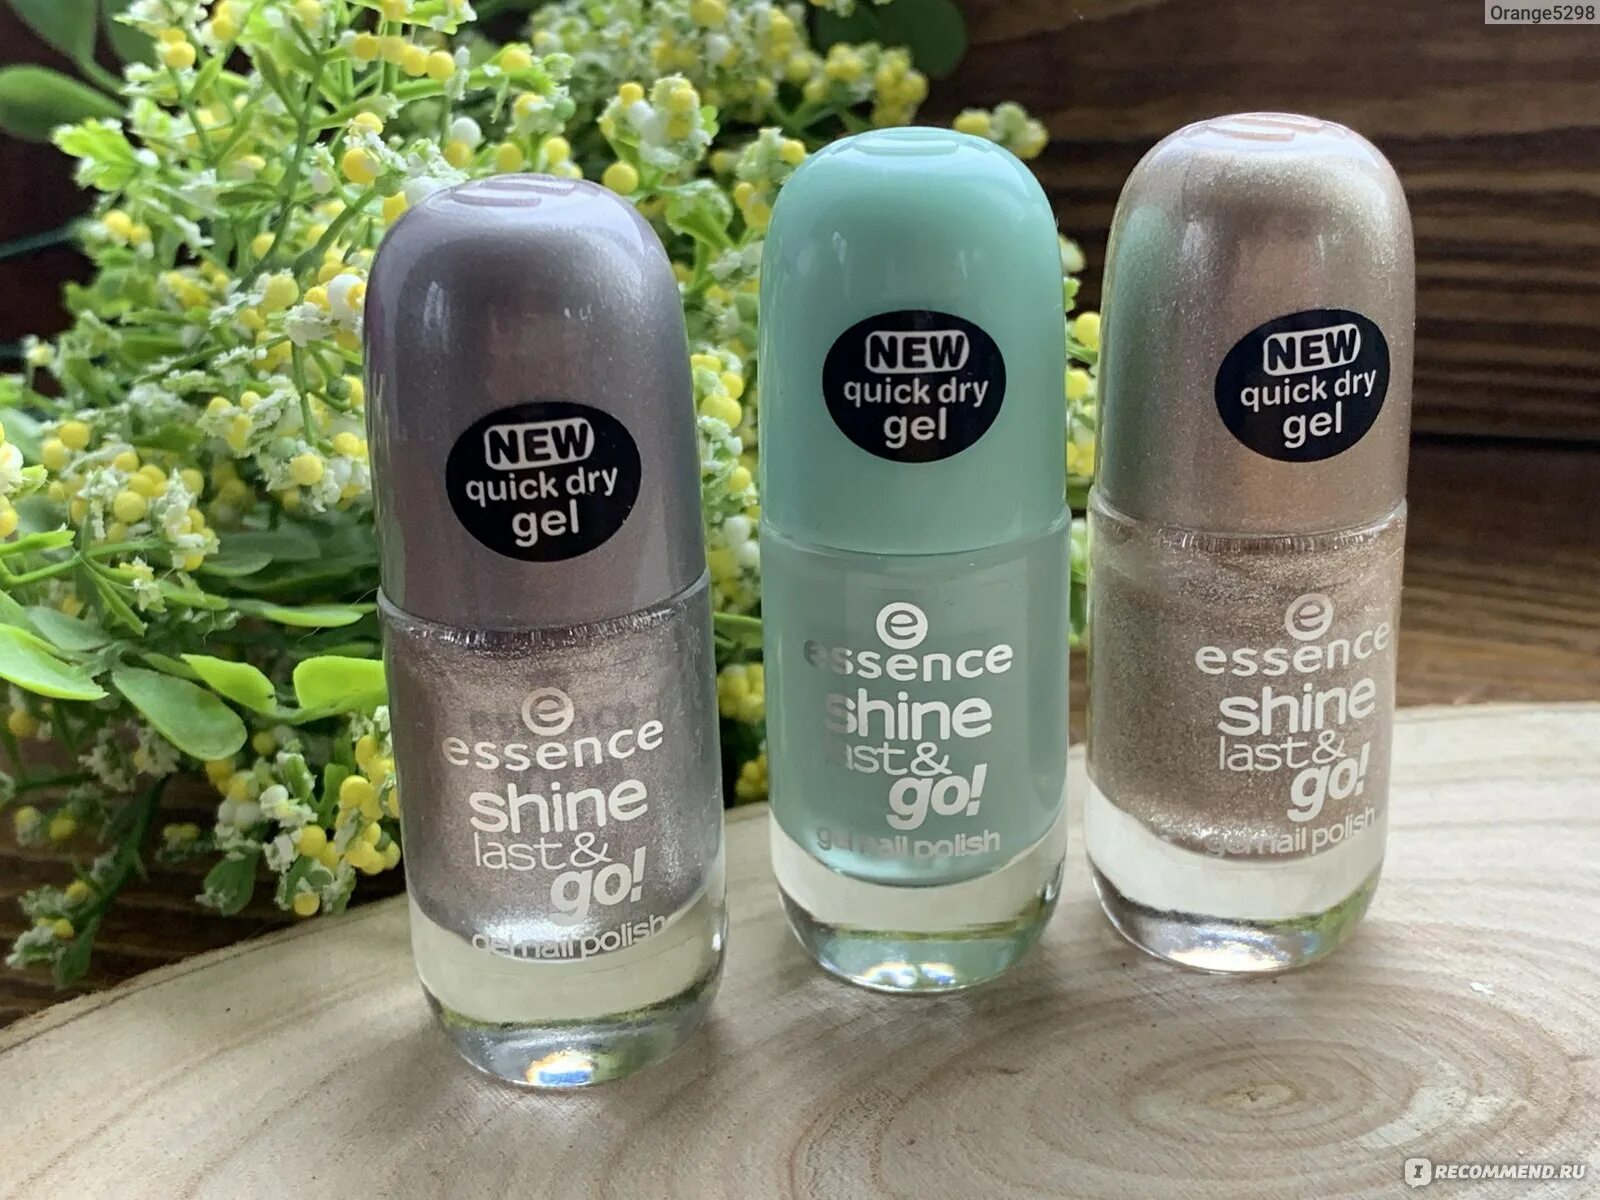 Orange5298
NEW
quick dry
gel
e
essence
shine
last&
go!
gel nail polish
NEW
quick dry
gel
e
essence
shine
last&
go!
gel nail polish
NEW
quick dry
gel
e
essence
shine
last&
go!
gel nail polish
IRECOMMEND.RU